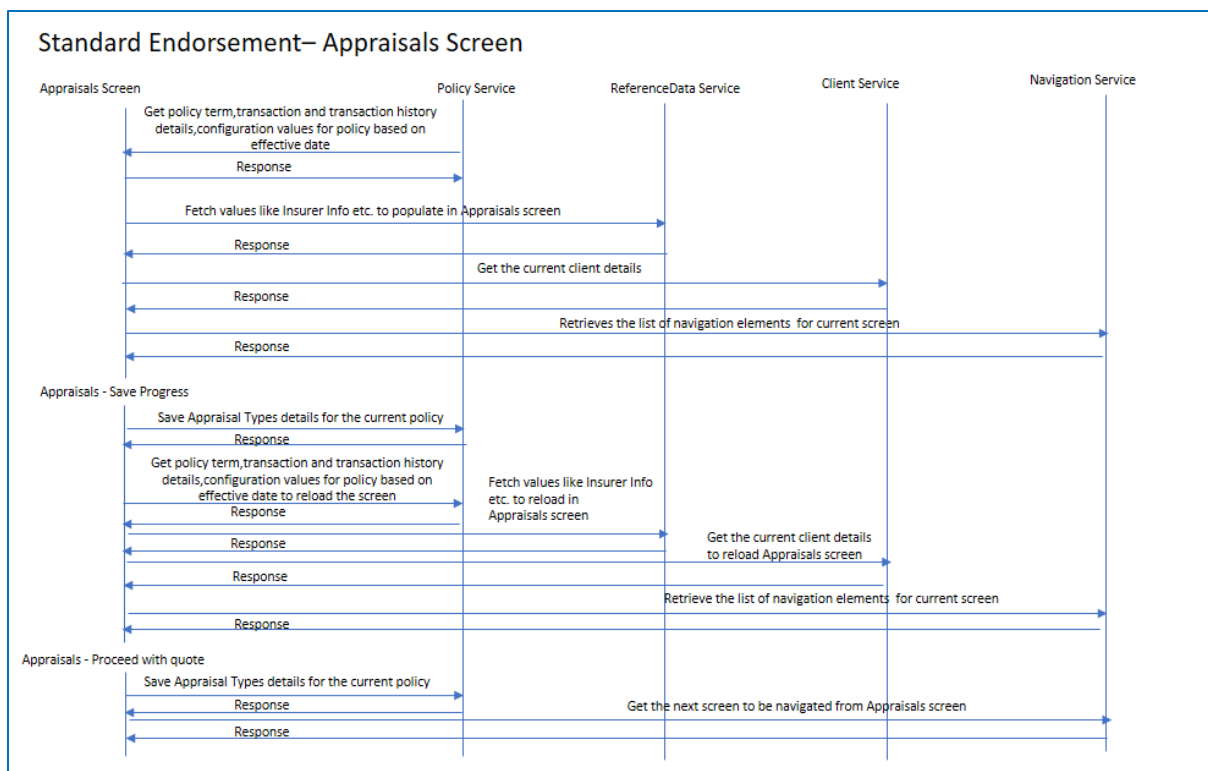 Standard Endorsement– Appraisals Screen
Appraisals Screen
Policy Service
ReferenceData Service
Client Service
Navigation Service
Get policy term,transaction and transaction history
details,configuration values for policy based on
effective date
Response
Fetch values like Insurer Info etc. to populate in Appraisals screen
Response
Get the current client details
Response
Retrieves the list of navigation elements for current screen
Response
Appraisals - Save Progress
Save Appraisal Types details for the current policy
Response
Get policy term,transaction and transaction history
details,configuration values for policy based on
effective date to reload the screen
Response
Fetch values like Insurer Info
etc. to reload in
Appraisals screen
Response
Get the current client details
to reload Appraisals screen
Response
Retrieve the list of navigation elements for current screen
Response
Appraisals - Proceed with quote
Save Appraisal Types details for the current policy
Response
Get the next screen to be navigated from Appraisals screen
Response